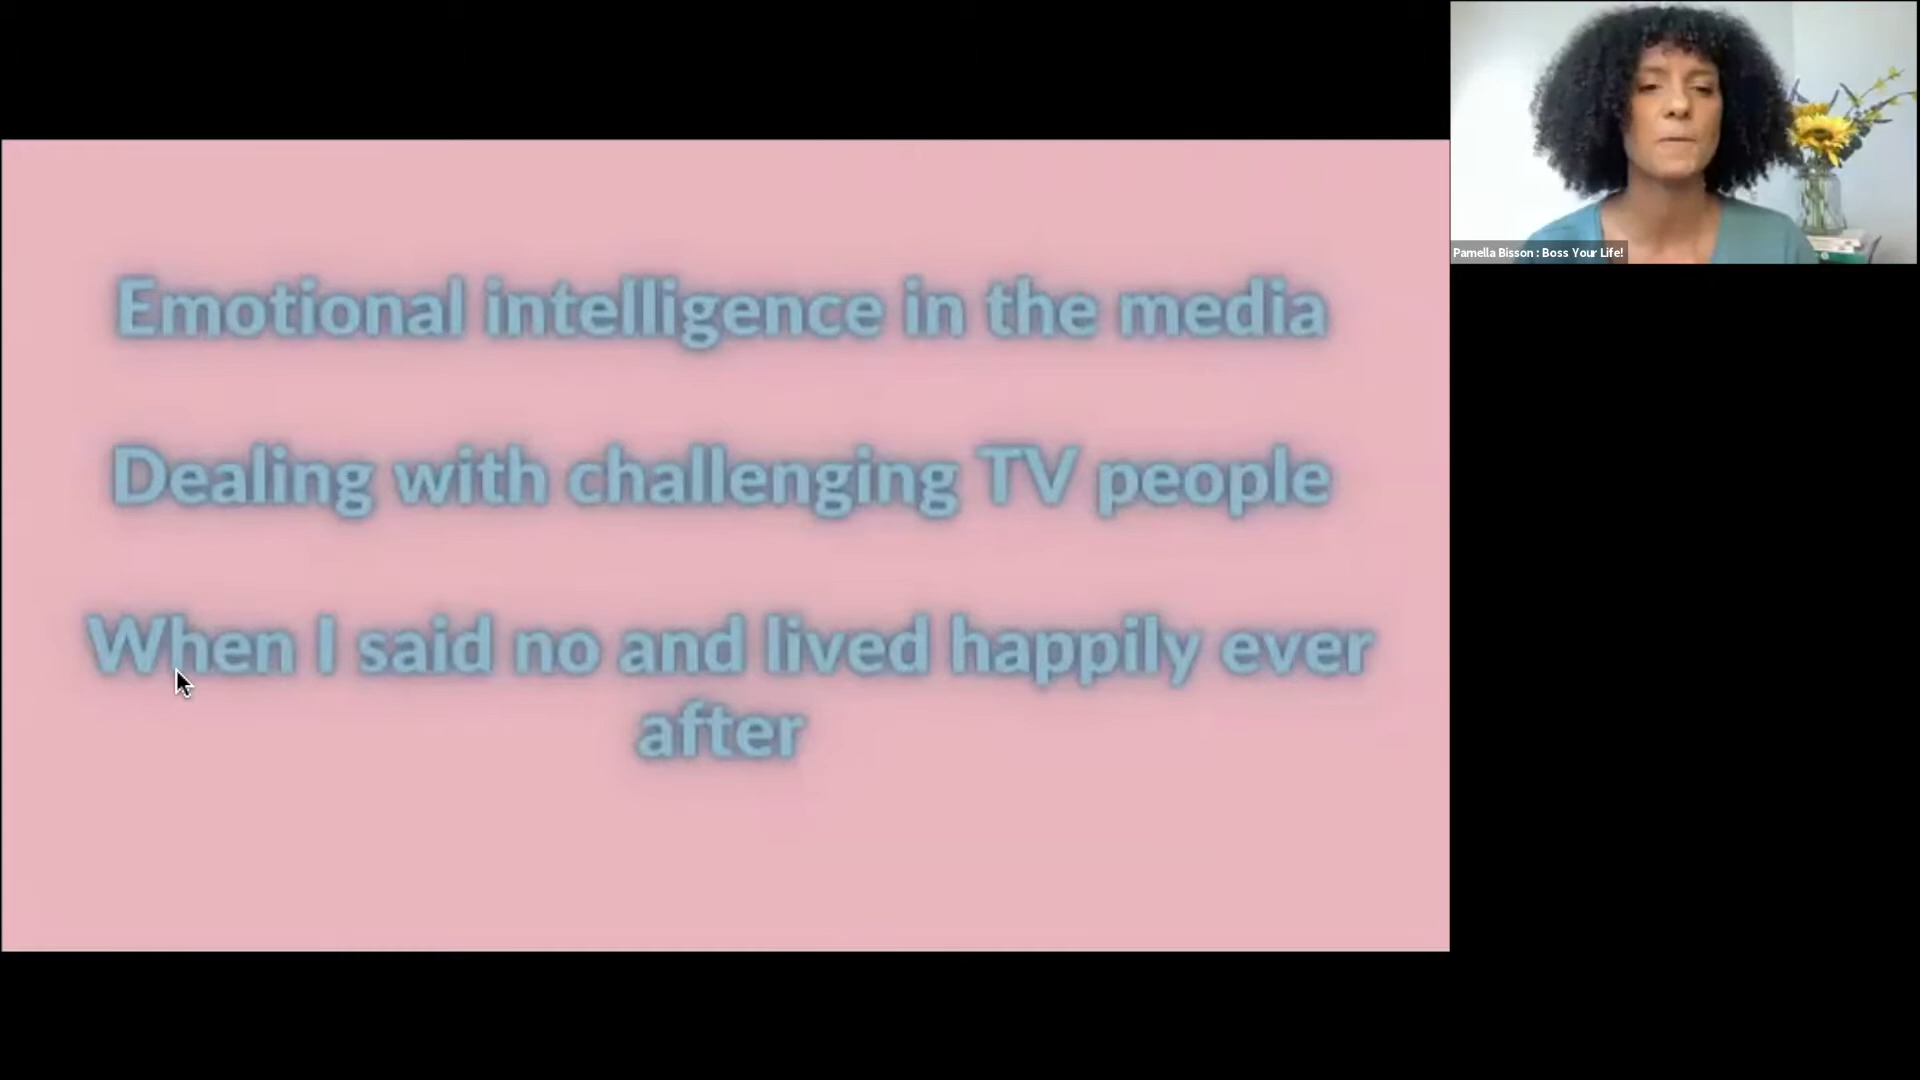 Emotional intelligence in the media
Dealing with challenging TV people
When I said no and lived happily ever
after
Pamella Bisson : Boss Your Life!